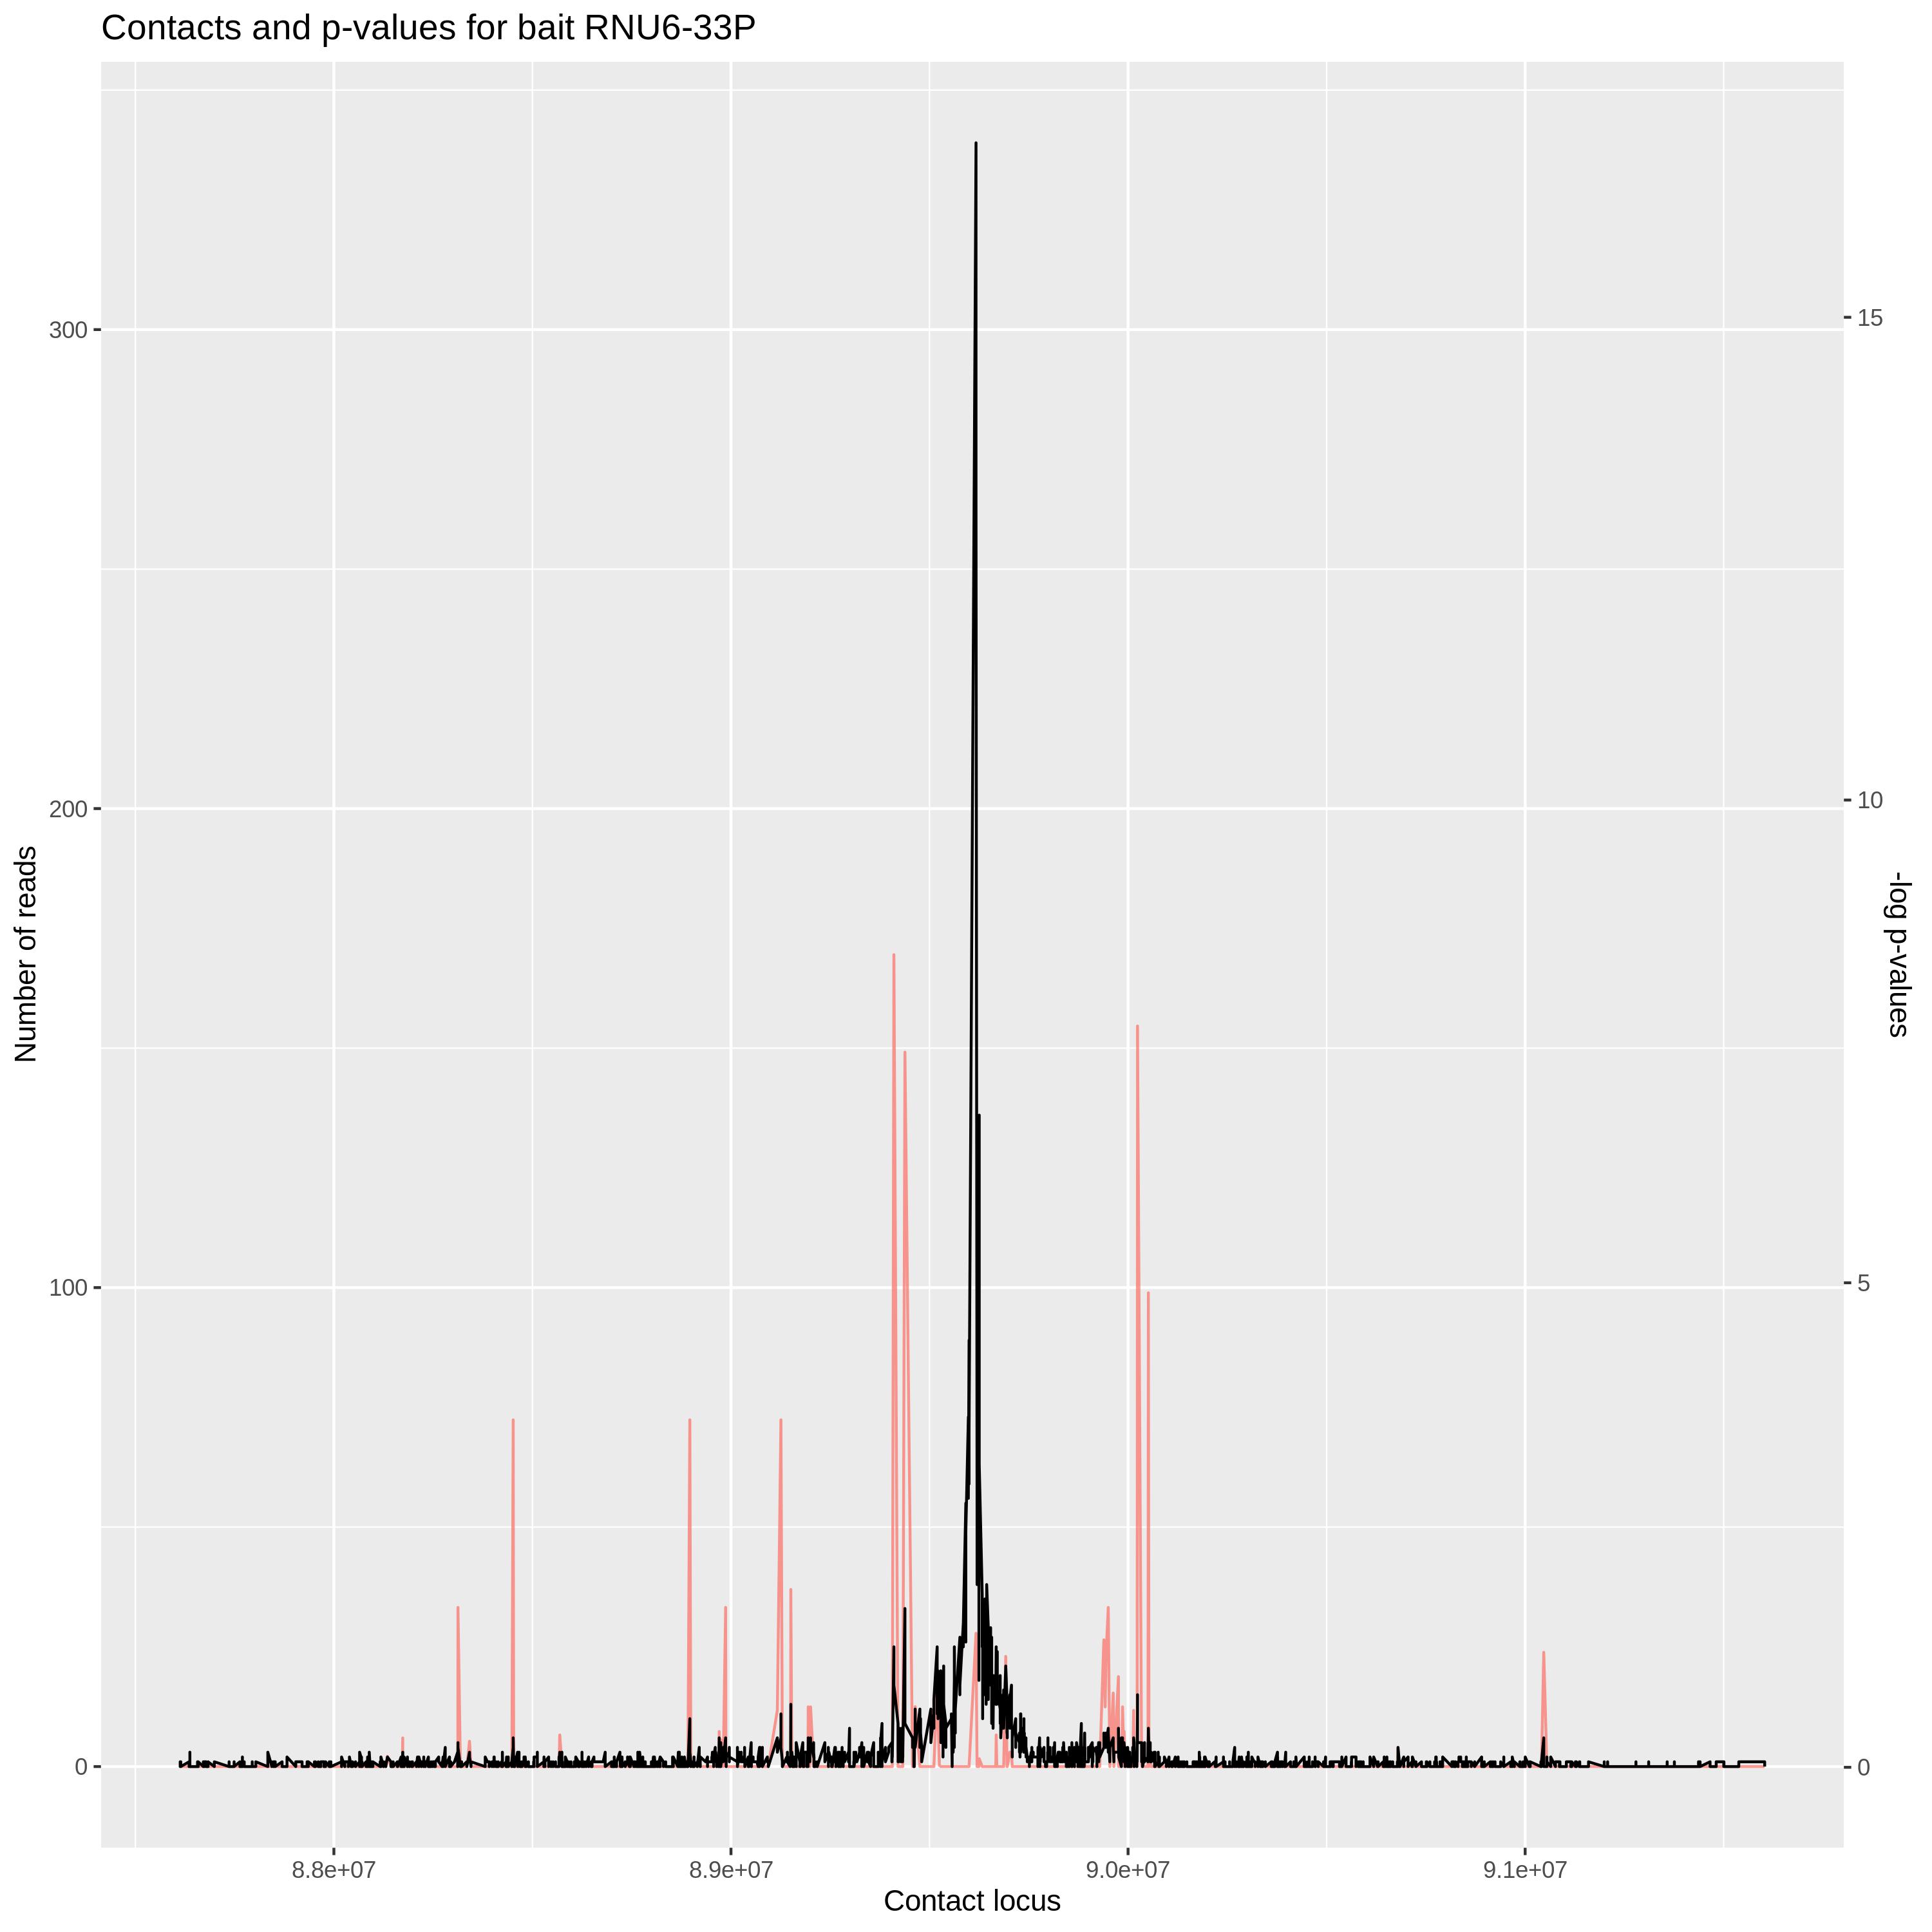 Contacts and p-values for bait RNU6-33P
300
200
100
0
15
10
5
0
Number of reads
-log p-values
8.8e+07
8.9e+07
9.0e+07
9.1e+07
Contact locus